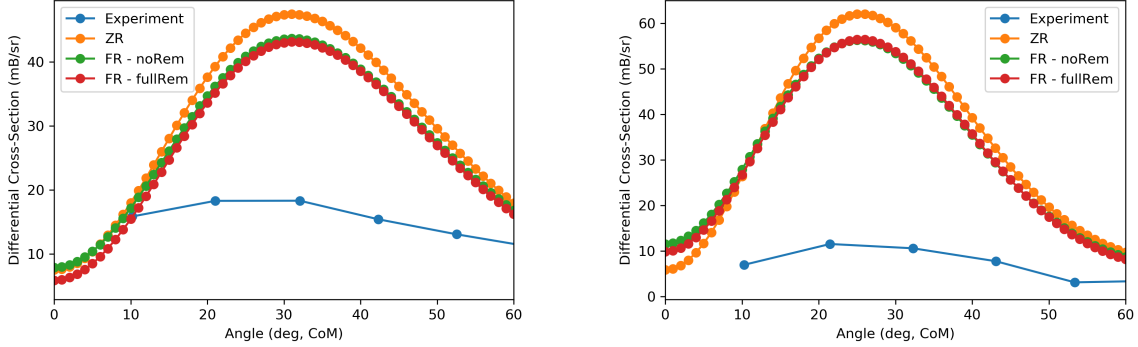 Differential Cross-Section (mB/sr)
40
30
20
10
Experiment
ZR
FR - noRem
FR - fullRem
0
10
20
30
40
50
60
Angle (deg, CoM)
Differential Cross-Section (mB/sr)
60
50
40
30
20
10
0
Experiment
ZR
FR - noRem
FR - fullRem
0
10
20
30
40
50
60
Angle (deg, CoM)